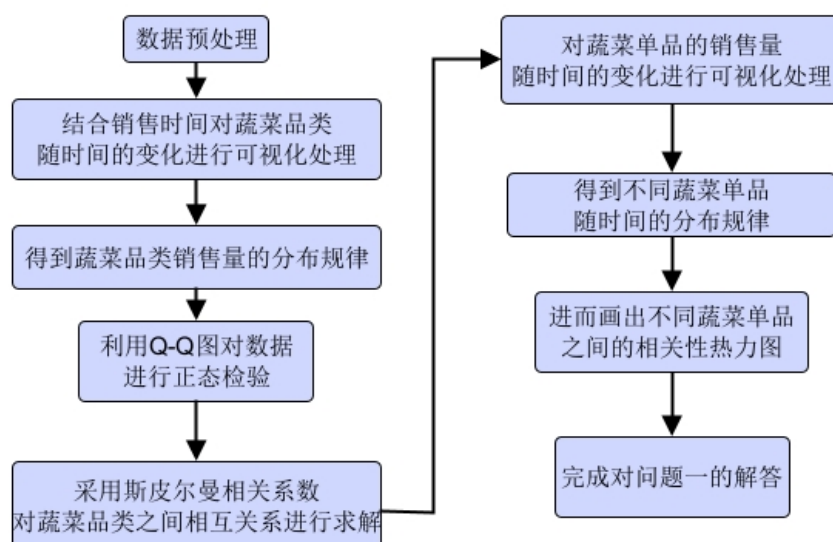 数据预处理
结合销售时间对蔬菜品类
随时间的变化进行可视化处理
得到蔬菜品类销售量的分布规律
利用Q-Q图对数据
进行正态检验
采用斯皮尔曼相关系数
对蔬菜品类之间相互关系进行求解
对蔬菜单品的销售量
随时间的变化进行可视化处理
得到不同蔬菜单品
随时间的分布规律
进而画出不同蔬菜单品
之间的相关性热力图
完成对问题一的解答